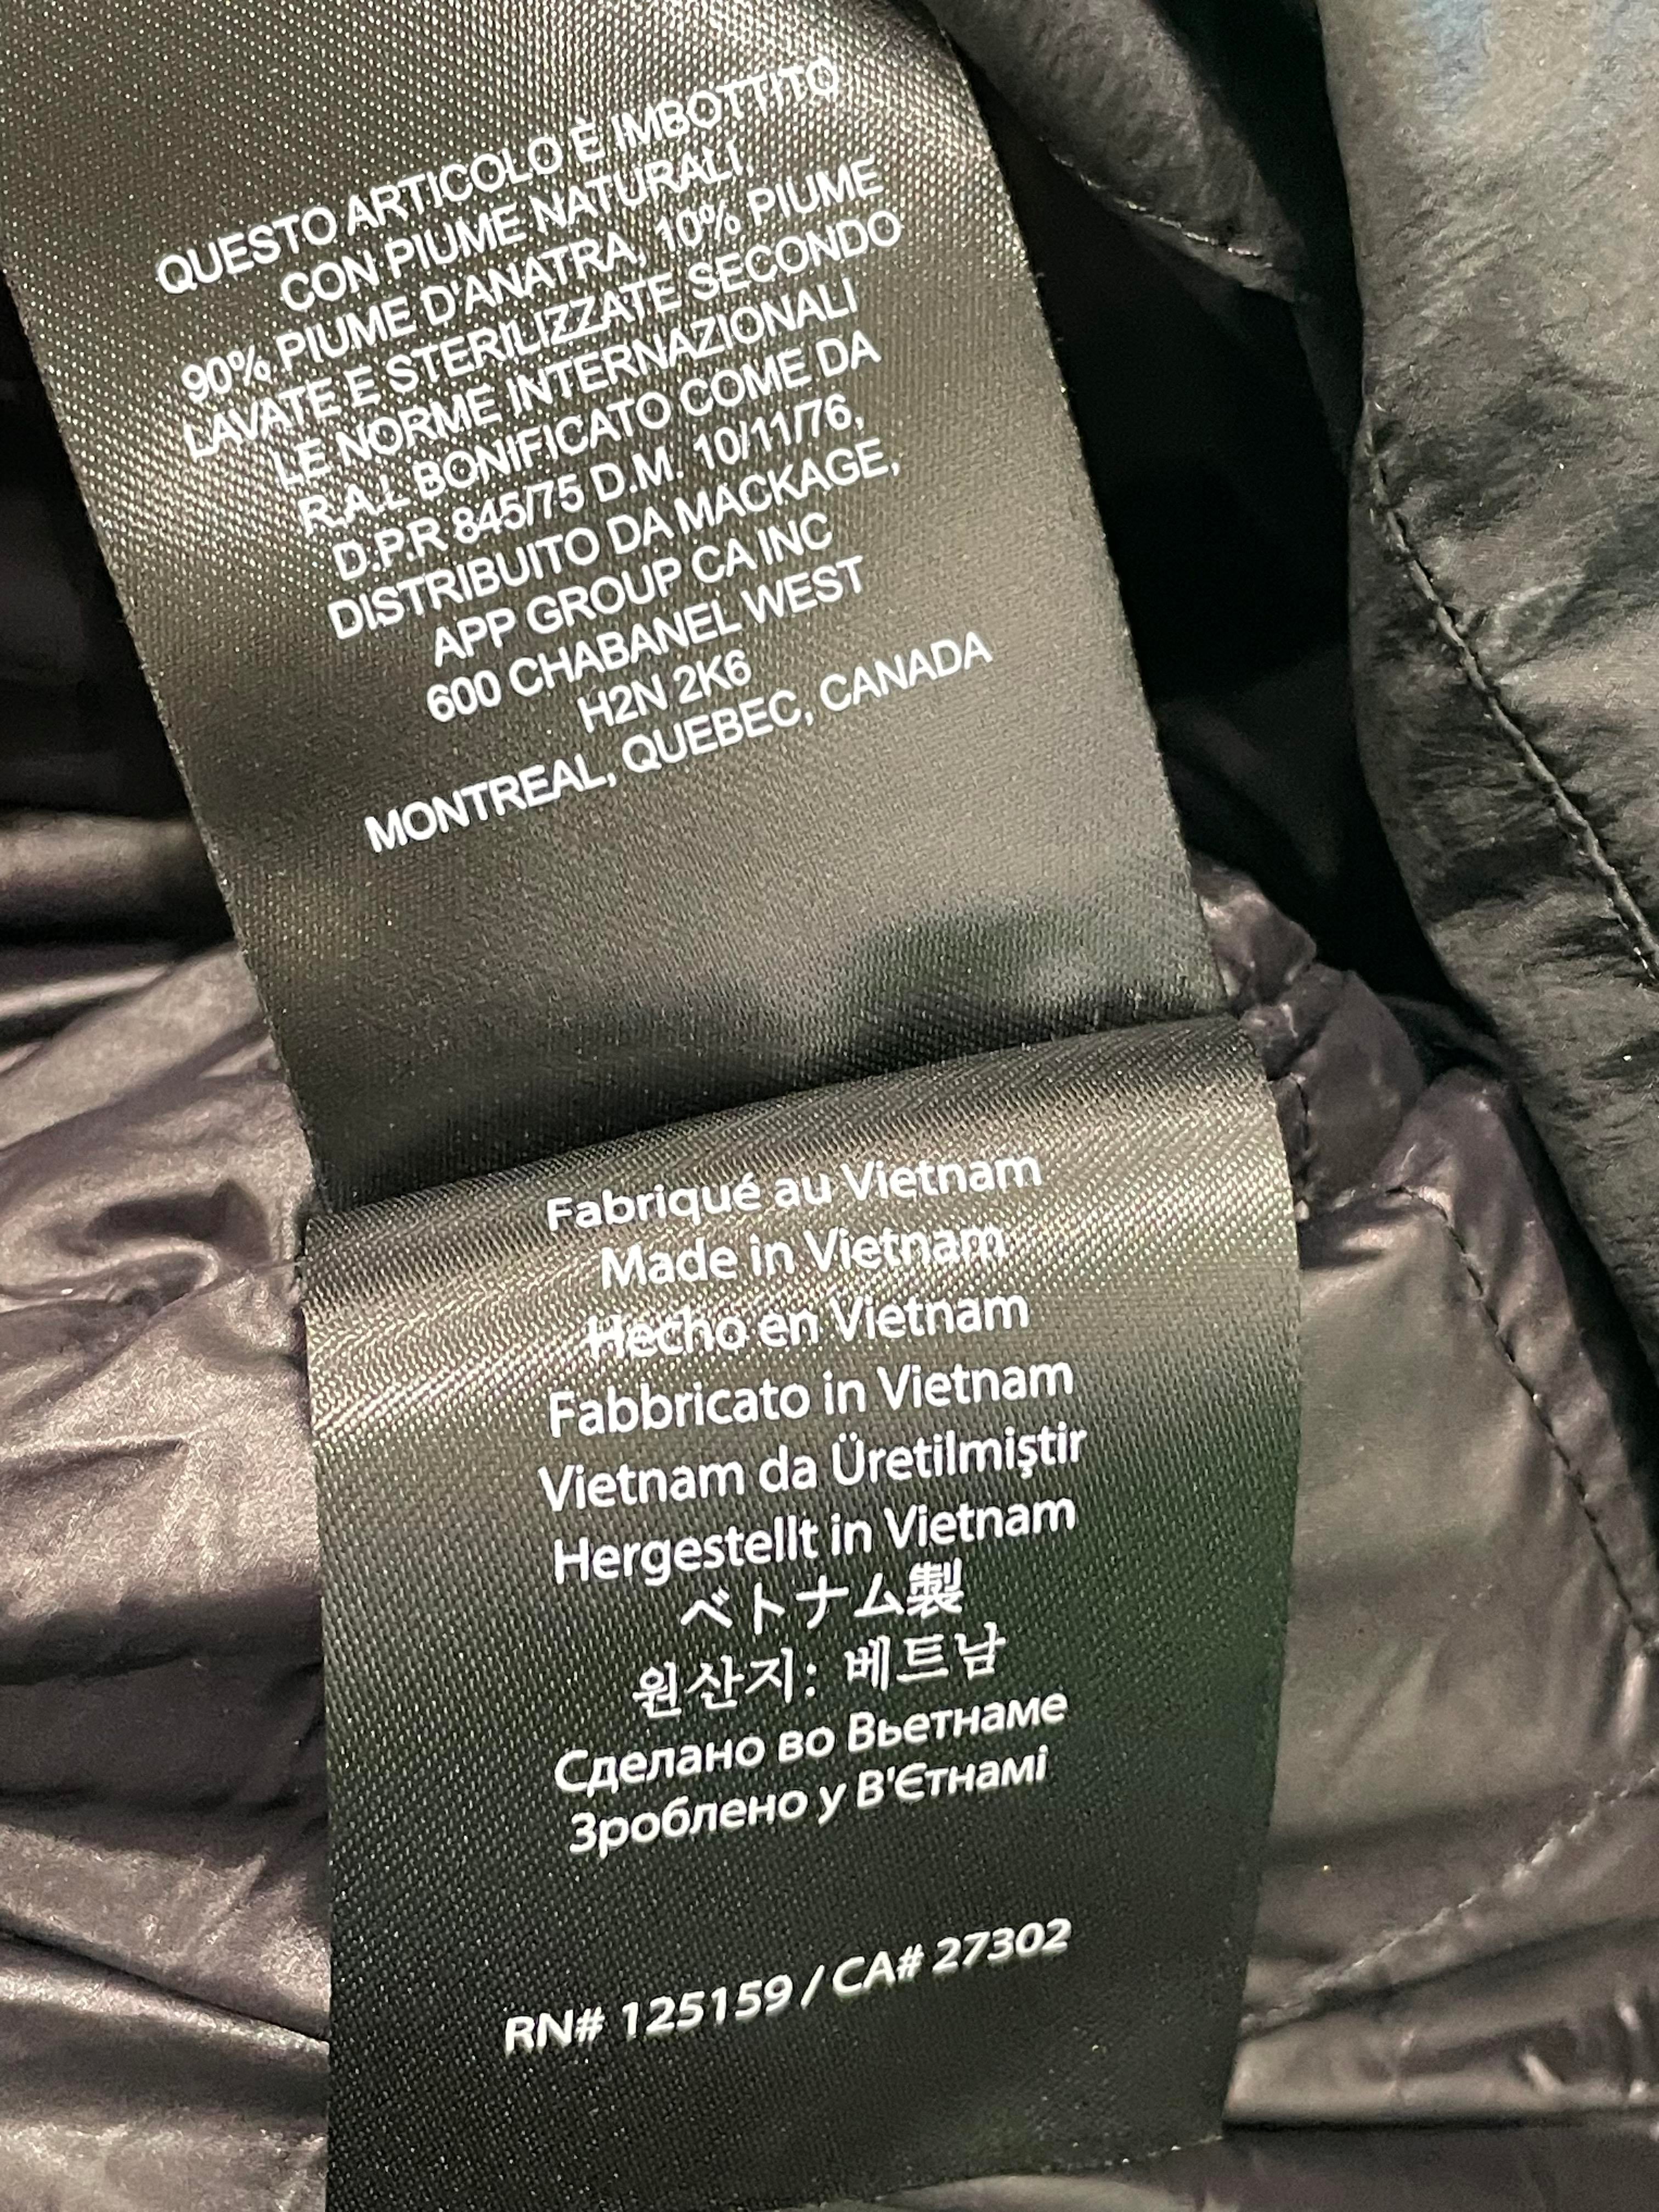 QUESTO ARTICOLO È IMBOTTITO
CON PIUME NATURALI,
90% PIUME D'ANATRA, 10% PIUME
LAVATE E STERILIZZATE SECONDO
LE NORME INTERNAZIONALI
R.A.L BONIFICATO COME DA
D.P.R 845/75 D.M. 10/11/76,
DISTRIBUITO DA MACKAGE,
APP GROUP CA INC
600 CHABANEL WEST
H2N 2K6
MONTREAL, QUEBEC, CANADA
Fabriqué au Vietnam
Made in Vietnam
Hecho en Vietnam
Fabbricato in Vietnam
Vietnam da Üretilmiştir
Hergestellt in Vietnam
ベトナム製
원산지: 베트남
Сделано во Вьетнаме
Зроблено у В'Єтнамі
RN# 125159 / CA# 27302